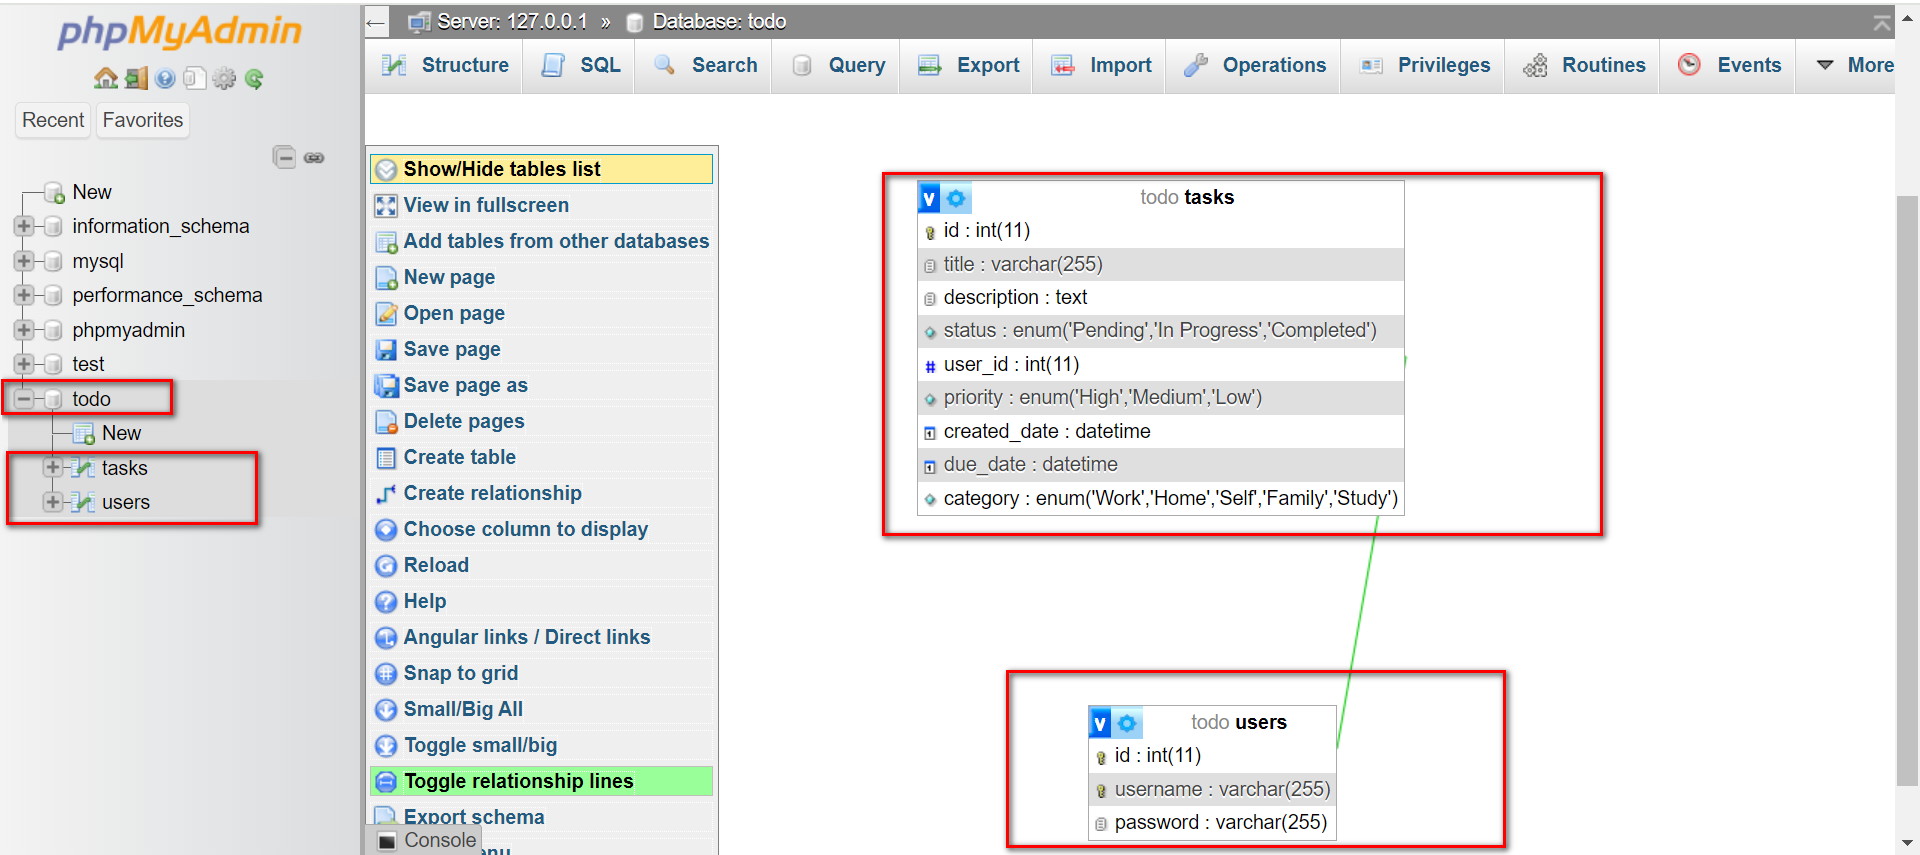 phpMyAdmin
Recent
Favorites
New
information_schema
mysql
performance_schema
phpmyadmin
test
todo
New
tasks
users
Server: 127.0.0.1 » Database: todo
Structure
SQL
Search
Query
Export
Import
Operations
Privileges
Routines
Events
More
Show/Hide tables list
View in fullscreen
Add tables from other databases
New page
Open page
Save page
Save page as
Delete pages
Create table
Create relationship
Choose column to display
Reload
Help
Angular links / Direct links
Snap to grid
Small/Big All
Toggle small/big
Toggle relationship lines
Export schema
Console
v todo tasks
id : int(11)
title : varchar(255)
description : text
status : enum('Pending','In Progress','Completed')
# user_id : int(11)
priority : enum('High','Medium','Low')
created_date : datetime
due_date : datetime
category : enum('Work','Home','Self','Family','Study')
v todo users
id : int(11)
username : varchar(255)
password : varchar(255)